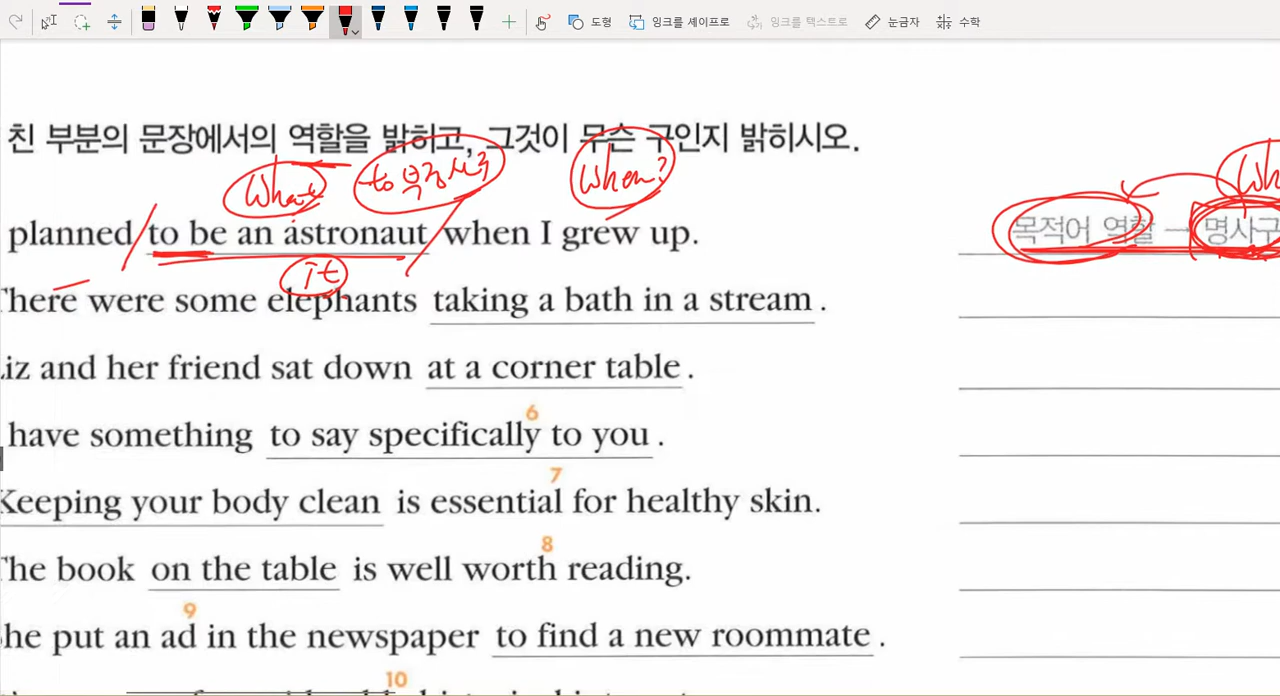 도형 잉크를 셰이프로 잉크를 텍스트로 눈금자 수학
친 부분의 문장에서의 역할을 밝히고, 그것이 무슨 구인지 밝히시오.
What to부정사구 When? Wh
planned to be an astronaut when I grew up. 목적어 역할 → 명사구
it
There were some elephants taking a bath in a stream .
Liz and her friend sat down at a corner table .
6
have something to say specifically to you .
7
Keeping your body clean is essential for healthy skin.
8
The book on the table is well worth reading.
9
he put an ad in the newspaper to find a new roommate .
10